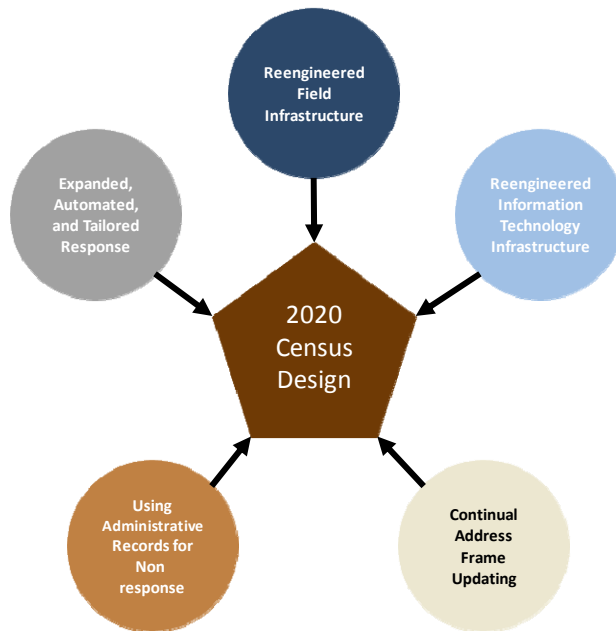 Reengineered
Field
Infrastructure
Expanded,
Automated,
and Tailored
Response
Reengineered
Information
Technology
Infrastructure
2020
Census
Design
Using
Administrative
Records for
Non
response
Continual
Address
Frame
Updating